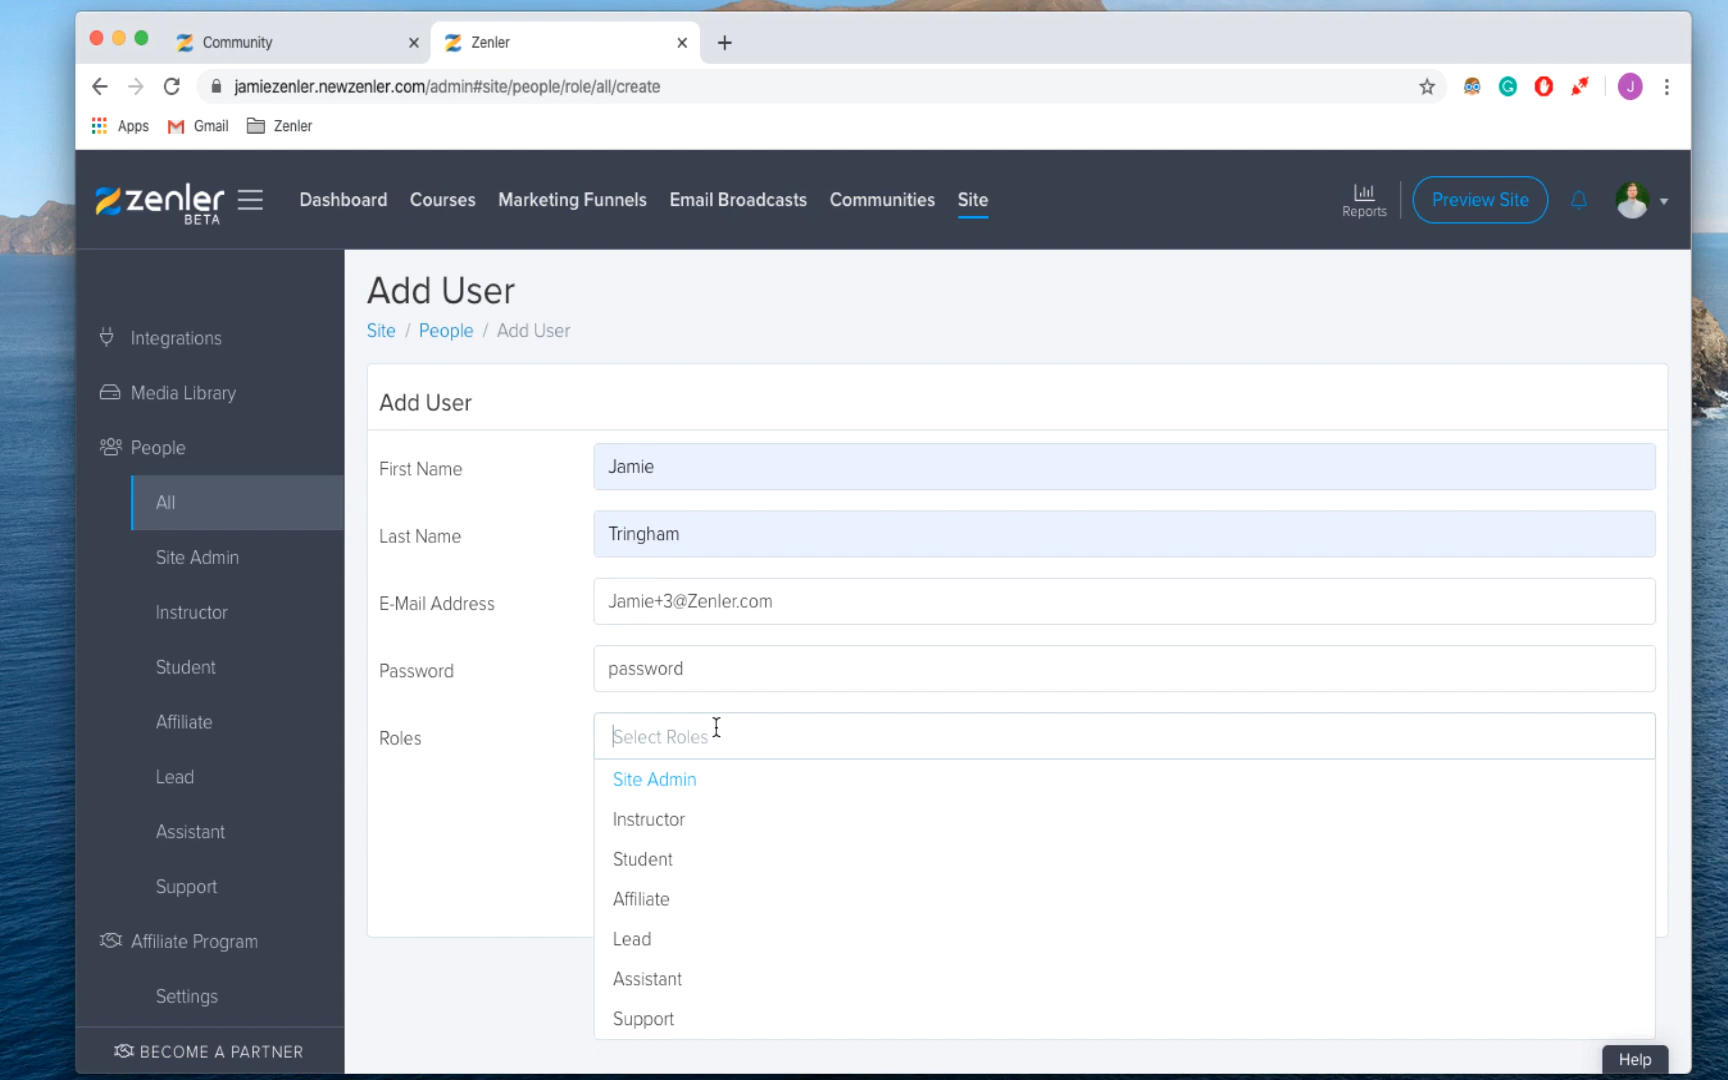 Community
Zenler
jamiezenler.newzenler.com/admin#site/people/role/all/create
J
Apps
Gmail
Zenler
zenler
BETA
Dashboard
Courses
Marketing Funnels
Email Broadcasts
Communities
Site
Reports
Preview Site
Integrations
Media Library
People
All
Site Admin
Instructor
Student
Affiliate
Lead
Assistant
Support
Affiliate Program
Settings
BECOME A PARTNER
Add User
Site / People / Add User
Add User
First Name
Jamie
Last Name
Tringham
E-Mail Address
Jamie+3@Zenler.com
Password
password
Roles
Select Roles
Site Admin
Instructor
Student
Affiliate
Lead
Assistant
Support
Help